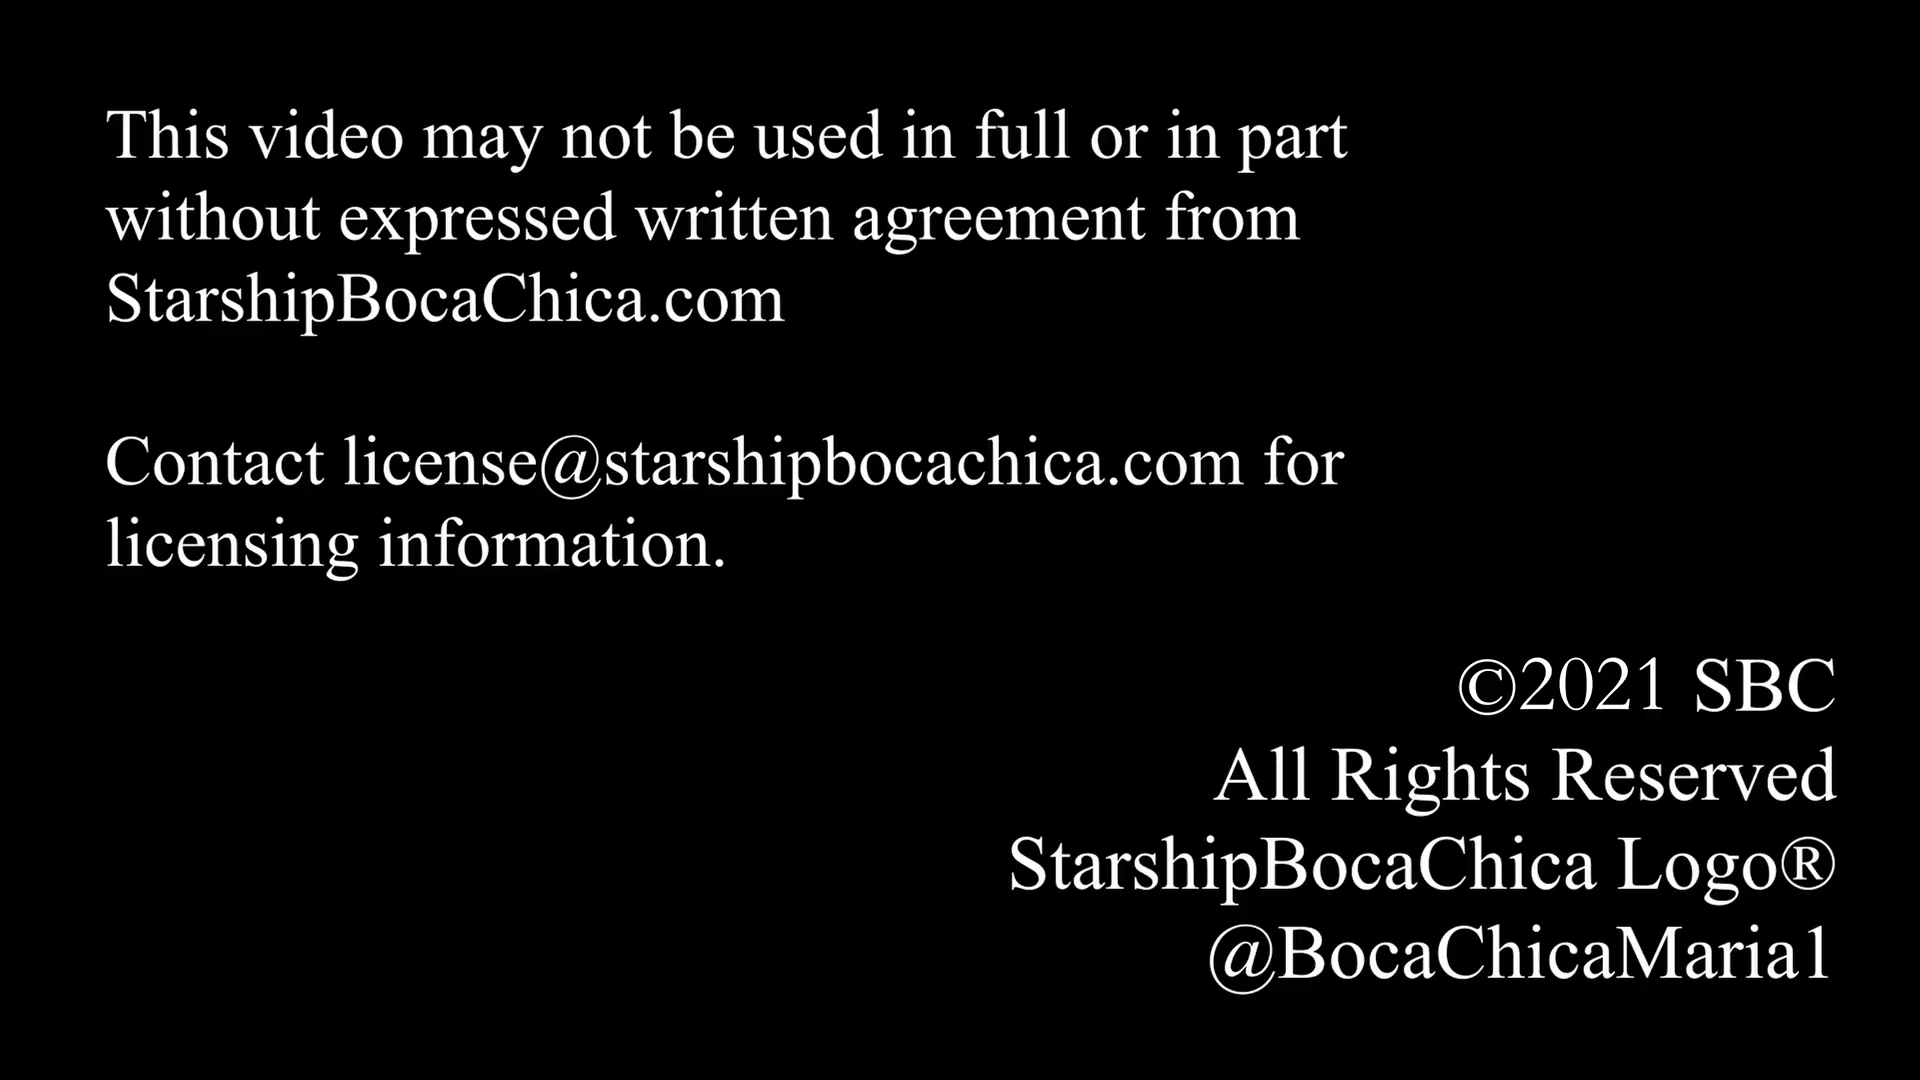 This video may not be used in full or in part
without expressed written agreement from
StarshipBocaChica.com
Contact license@starshipbocachica.com for
licensing information.
©2021 SBC
All Rights Reserved
StarshipBocaChica Logo®
@BocaChicaMaria1